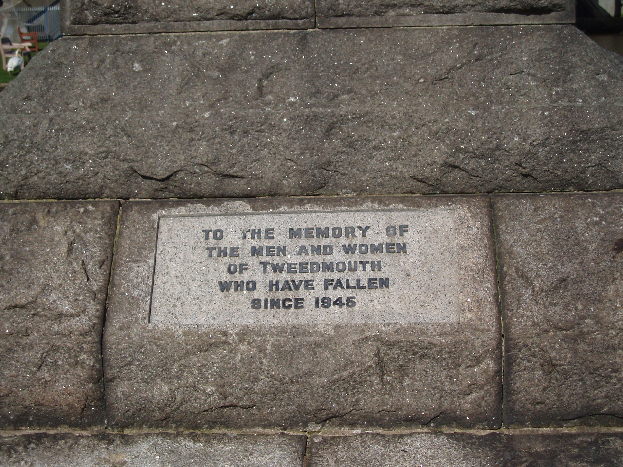 TO THE MEMORY OF
THE MEN AND WOMEN
OF TWEEDMOUTH
WHO HAVE FALLEN
SINCE 1945